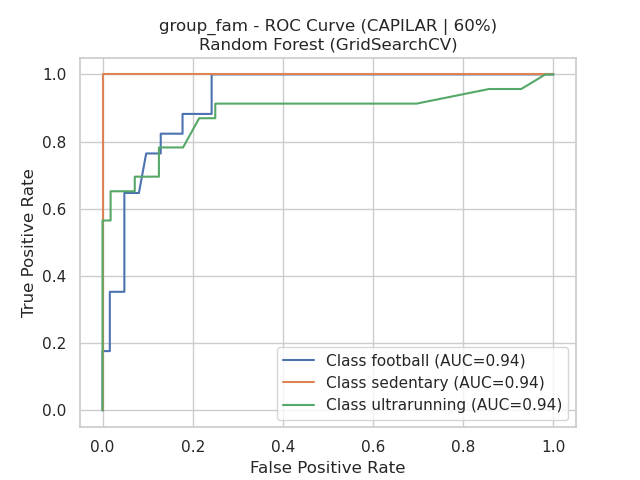 group_fam - ROC Curve (CAPILAR | 60%)
Random Forest (GridSearchCV)
True Positive Rate
1.0
0.8
0.6
0.4
0.2
0.0
0.0 0.2 0.4 0.6 0.8 1.0
False Positive Rate
Class football (AUC=0.94)
Class sedentary (AUC=0.94)
Class ultrarunning (AUC=0.94)